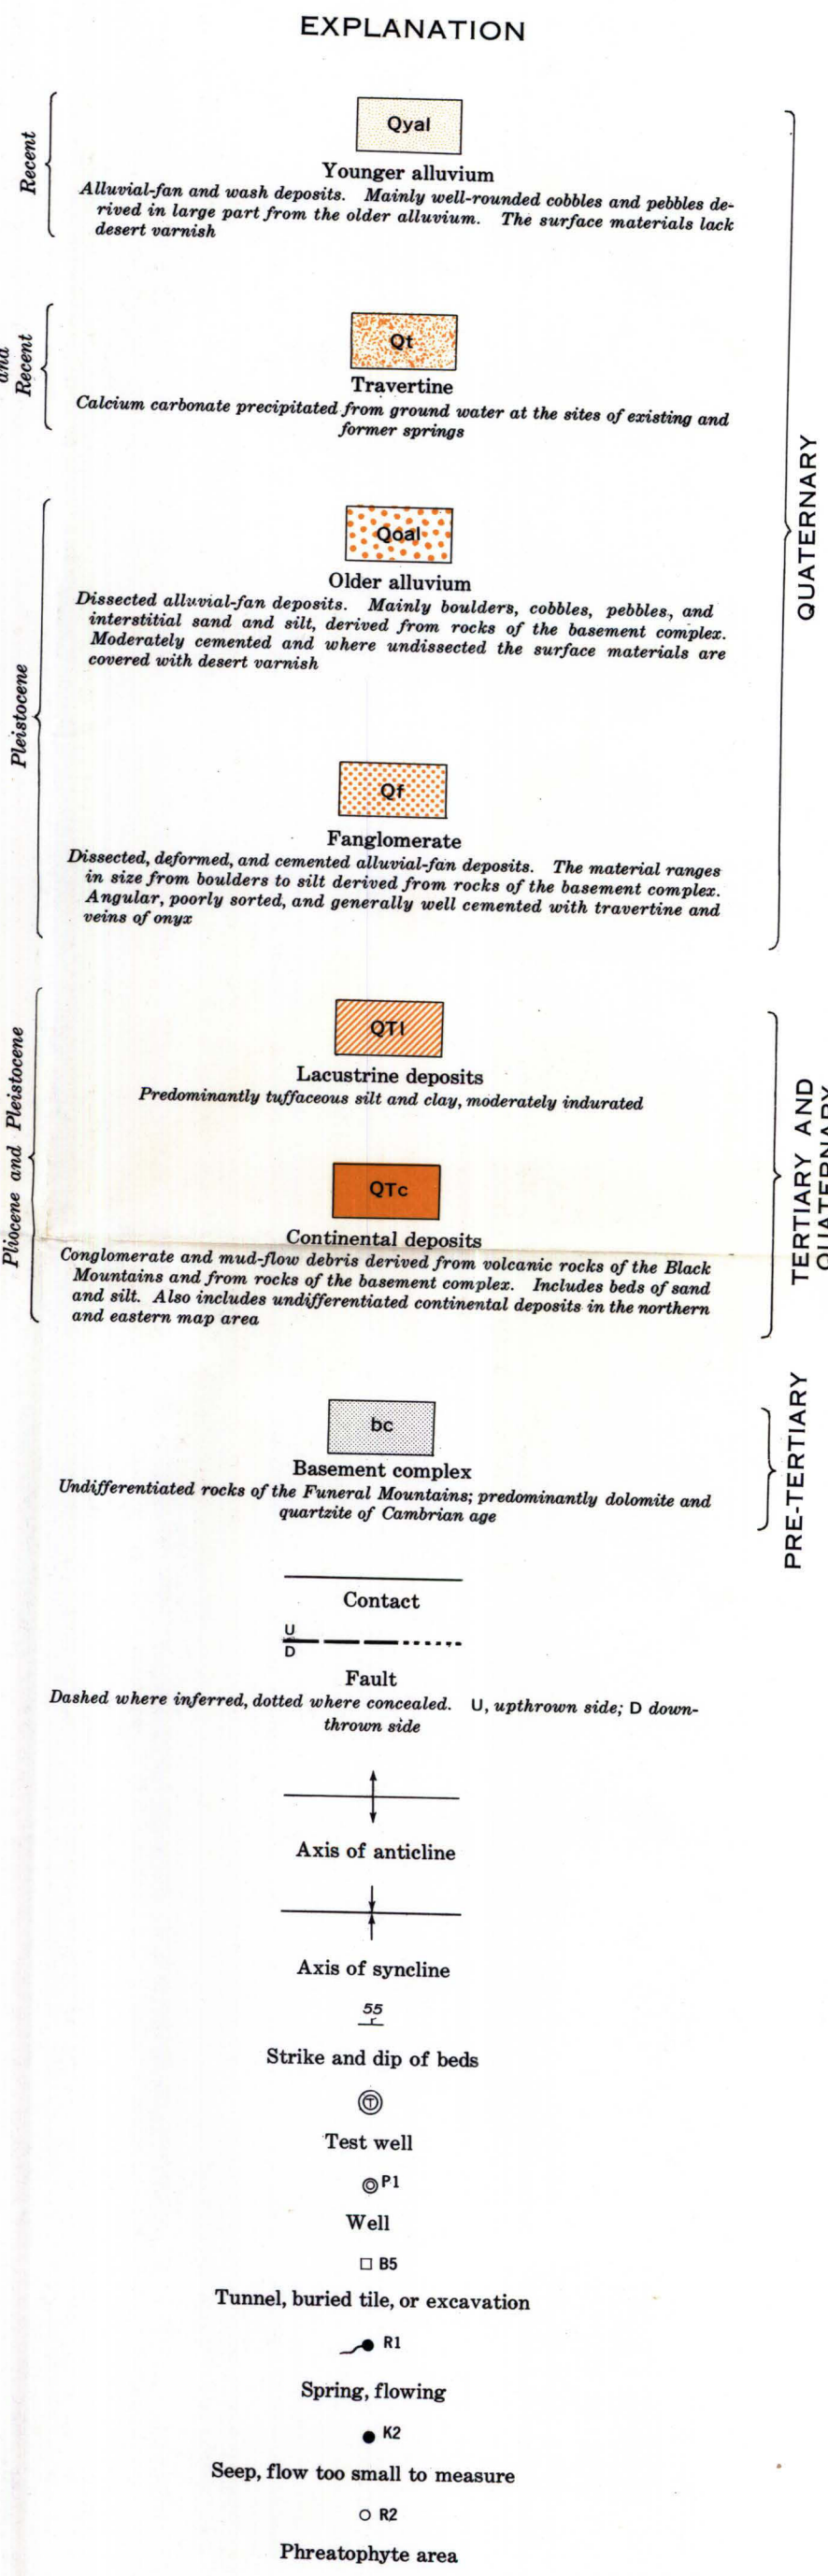 EXPLANATION
Recent
Qyal
Younger alluvium
Alluvial-fan and wash deposits. Mainly well-rounded cobbles and pebbles de-
rived in large part from the older alluvium. The surface materials lack
desert varnish
and
Recent
Qt
Travertine
Calcium carbonate precipitated from ground water at the sites of existing and
former springs
QUATERNARY
Pleistocene
Qoal
Older alluvium
Dissected alluvial-fan deposits. Mainly boulders, cobbles, pebbles, and
interstitial sand and silt, derived from rocks of the basement complex.
Moderately cemented and where undissected the surface materials are
covered with desert varnish
Qf
Fanglomerate
Dissected, deformed, and cemented alluvial-fan deposits. The material ranges
in size from boulders to silt derived from rocks of the basement complex.
Angular, poorly sorted, and generally well cemented with travertine and
veins of onyx
Pliocene and Pleistocene
QTl
Lacustrine deposits
Predominantly tuffaceous silt and clay, moderately indurated
TERTIARY AND
QUATERNARY
QTc
Continental deposits
Conglomerate and mud-flow debris derived from volcanic rocks of the Black
Mountains and from rocks of the basement complex. Includes beds of sand
and silt. Also includes undifferentiated continental deposits in the northern
and eastern map area
bc
Basement complex
Undifferentiated rocks of the Funeral Mountains; predominantly dolomite and
quartzite of Cambrian age
PRE-TERTIARY
Contact
U
D
Fault
Dashed where inferred, dotted where concealed. U, upthrown side; D down-
thrown side
Axis of anticline
Axis of syncline
55
Strike and dip of beds
T
Test well
P1
Well
B5
Tunnel, buried tile, or excavation
R1
Spring, flowing
K2
Seep, flow too small to measure
R2
Phreatophyte area